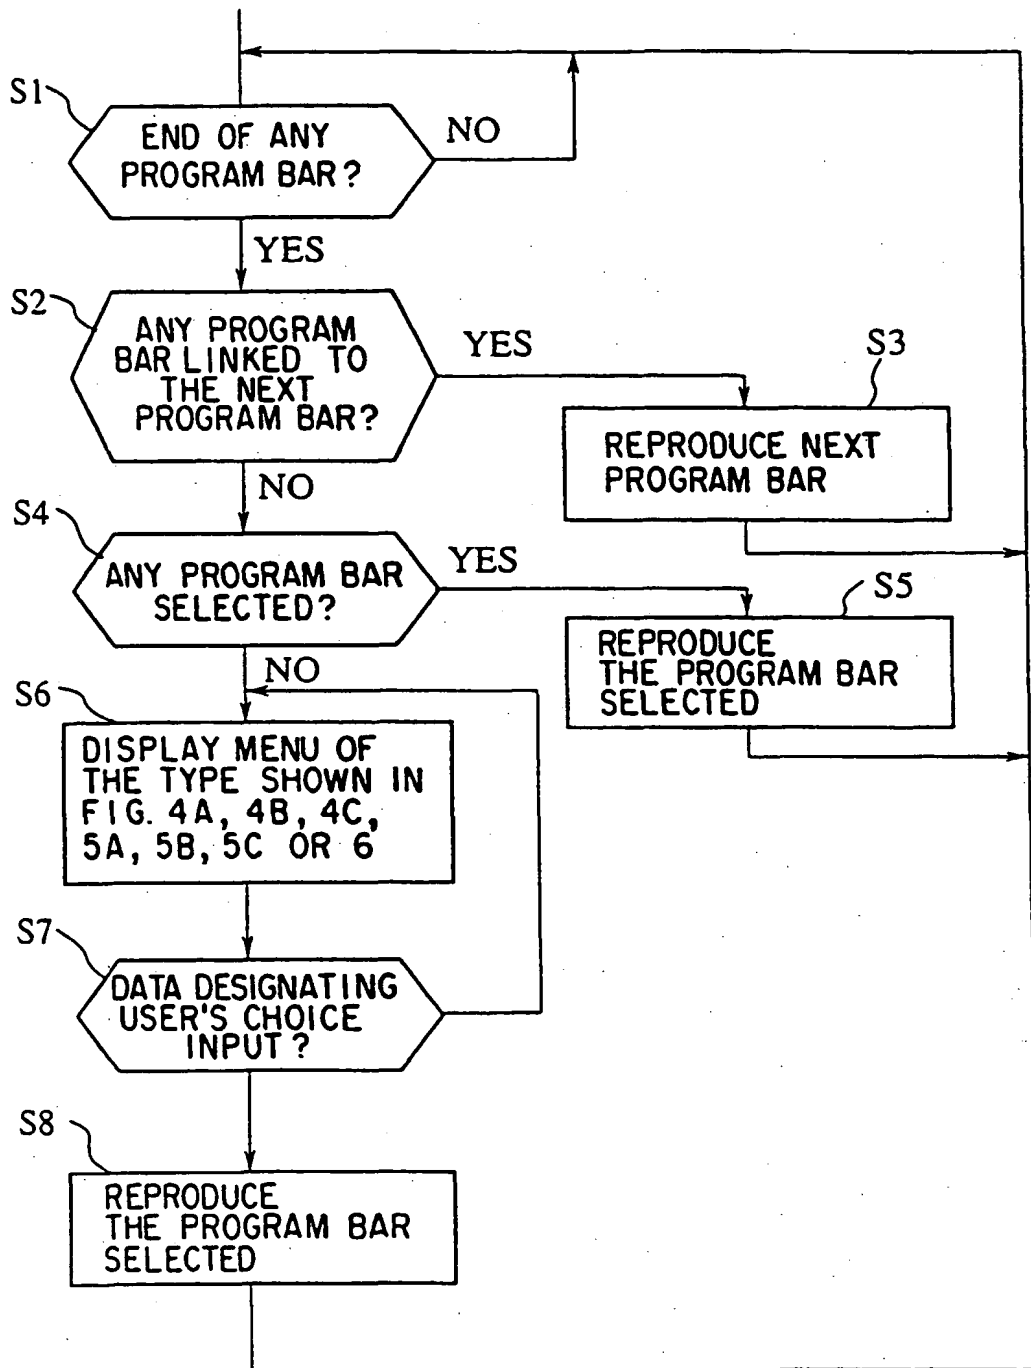 S1
END OF ANY
PROGRAM BAR?
NO
YES
S2
ANY PROGRAM
BAR LINKED TO
THE NEXT
PROGRAM BAR?
YES
S3
REPRODUCE NEXT
PROGRAM BAR
NO
S4
ANY PROGRAM BAR
SELECTED?
YES
S5
REPRODUCE
THE PROGRAM BAR
SELECTED
NO
S6
DISPLAY MENU OF
THE TYPE SHOWN IN
FIG. 4A, 4B, 4C,
5A, 5B, 5C OR 6
S7
DATA DESIGNATING
USER'S CHOICE
INPUT?
S8
REPRODUCE
THE PROGRAM BAR
SELECTED